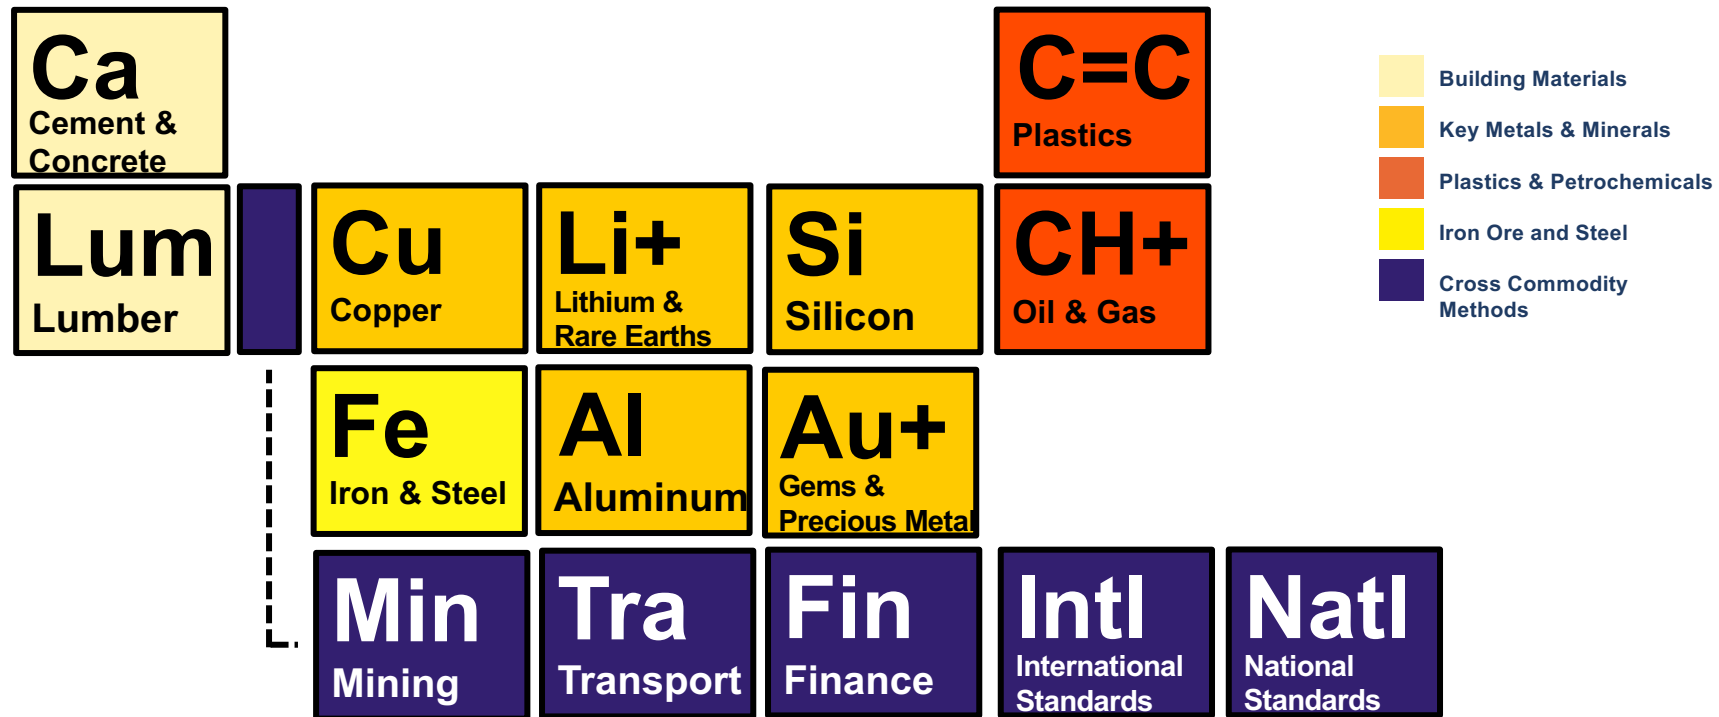 Ca
Cement &
Concrete
C=C
Plastics
Building Materials
Key Metals & Minerals
Plastics & Petrochemicals
Iron Ore and Steel
Cross Commodity
Methods
Lum
Lumber
Cu
Copper
Li+
Lithium &
Rare Earths
Si
Silicon
CH+
Oil & Gas
Fe
Iron & Steel
Al
Aluminum
Au+
Gems &
Precious Metal
Min
Mining
Tra
Transport
Fin
Finance
Intl
International
Standards
Natl
National
Standards